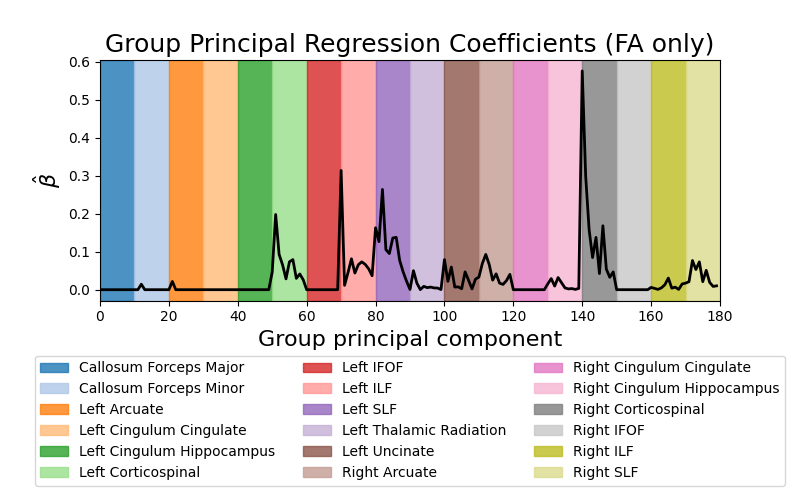 Group Principal Regression Coefficients (FA only)
0.6
0.5
0.4
0.3
0.2
0.1
0.0
β̂
0 20 40 60 80 100 120 140 160 180
Group principal component
Callosum Forceps Major
Callosum Forceps Minor
Left Arcuate
Left Cingulum Cingulate
Left Cingulum Hippocampus
Left Corticospinal
Left IFOF
Left ILF
Left SLF
Left Thalamic Radiation
Left Uncinate
Right Arcuate
Right Cingulum Cingulate
Right Cingulum Hippocampus
Right Corticospinal
Right IFOF
Right ILF
Right SLF